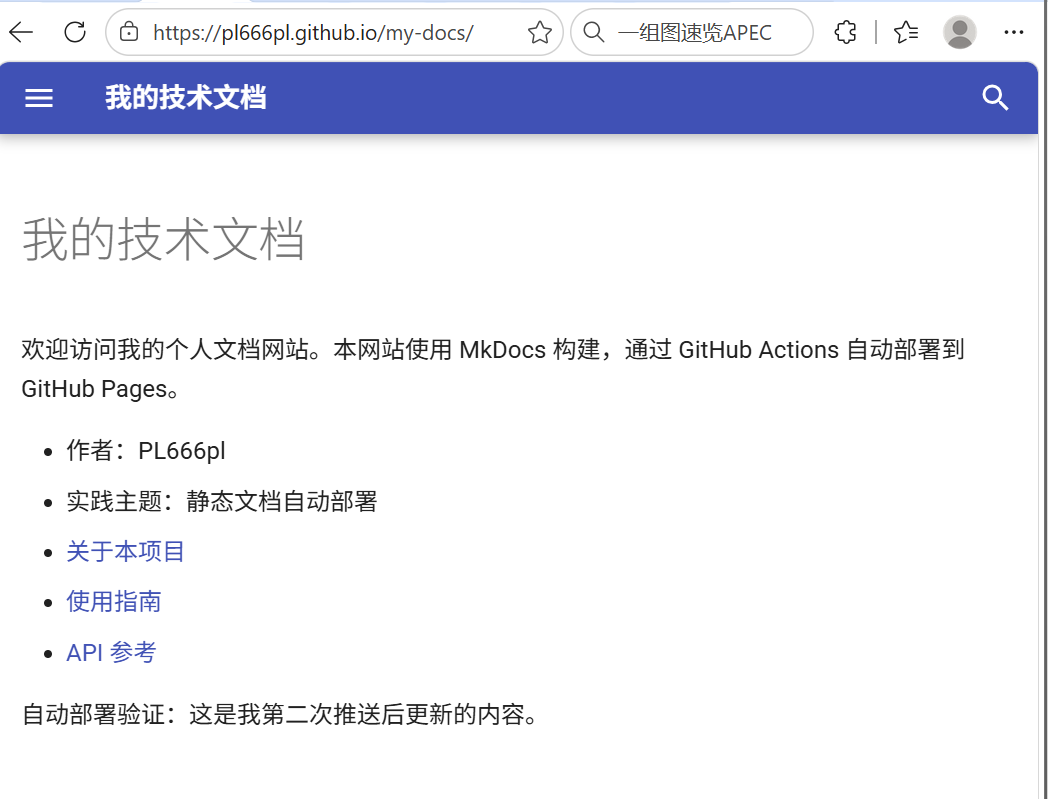 https://pl666pl.github.io/my-docs/
一组图速览APEC
我的技术文档
我的技术文档
欢迎访问我的个人文档网站。本网站使用 MkDocs 构建，通过 GitHub Actions 自动部署到
GitHub Pages。
作者：PL666pl
实践主题：静态文档自动部署
关于本项目
使用指南
API 参考
自动部署验证：这是我第二次推送后更新的内容。